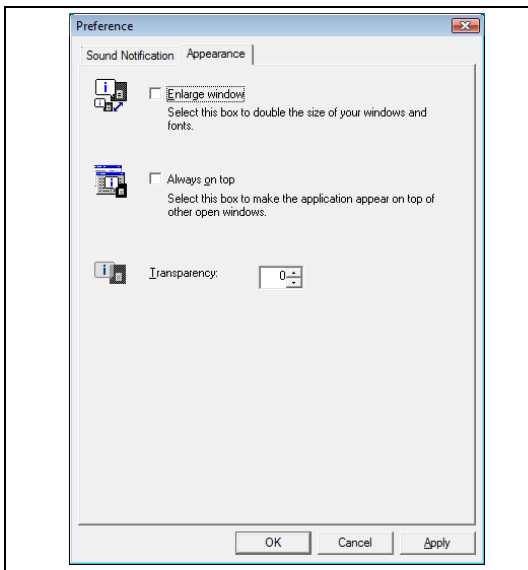 Preference
Sound Notification Appearance
Enlarge window
Select this box to double the size of your windows and
fonts.
Always on top
Select this box to make the application appear on top of
other open windows.
Transparency: 0
OK Cancel Apply